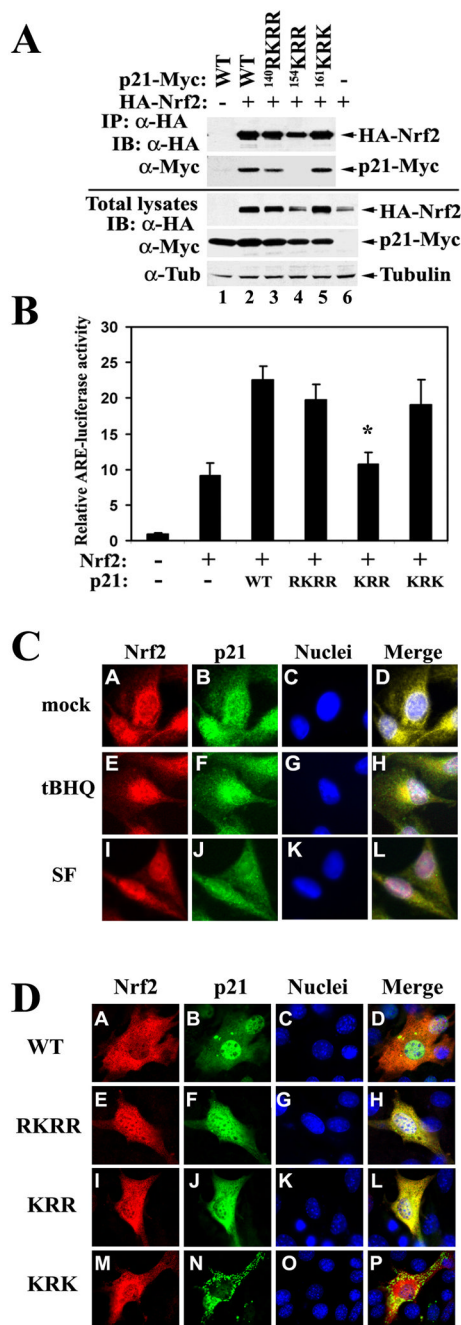 A
p21-Myc: WT WT ¹⁴⁰RKRR ¹⁵⁴KRR ¹⁶¹KRK -
HA-Nrf2: - + + + + +
IP: α-HA
IB: α-HA
HA-Nrf2
α-Myc
p21-Myc
Total lysates
IB: α-HA
HA-Nrf2
α-Myc
p21-Myc
α-Tub
Tubulin
1 2 3 4 5 6
B
Relative ARE-luciferase activity
30
25
20
15
10
5
0
*
Nrf2: - + + + + +
p21: - - WT RKRR KRR KRK
C
Nrf2 p21 Nuclei Merge
mock
A B C D
tBHQ
E F G H
SF
I J K L
D
Nrf2 p21 Nuclei Merge
WT
A B C D
RKRR
E F G H
KRR
I J K L
KRK
M N O P